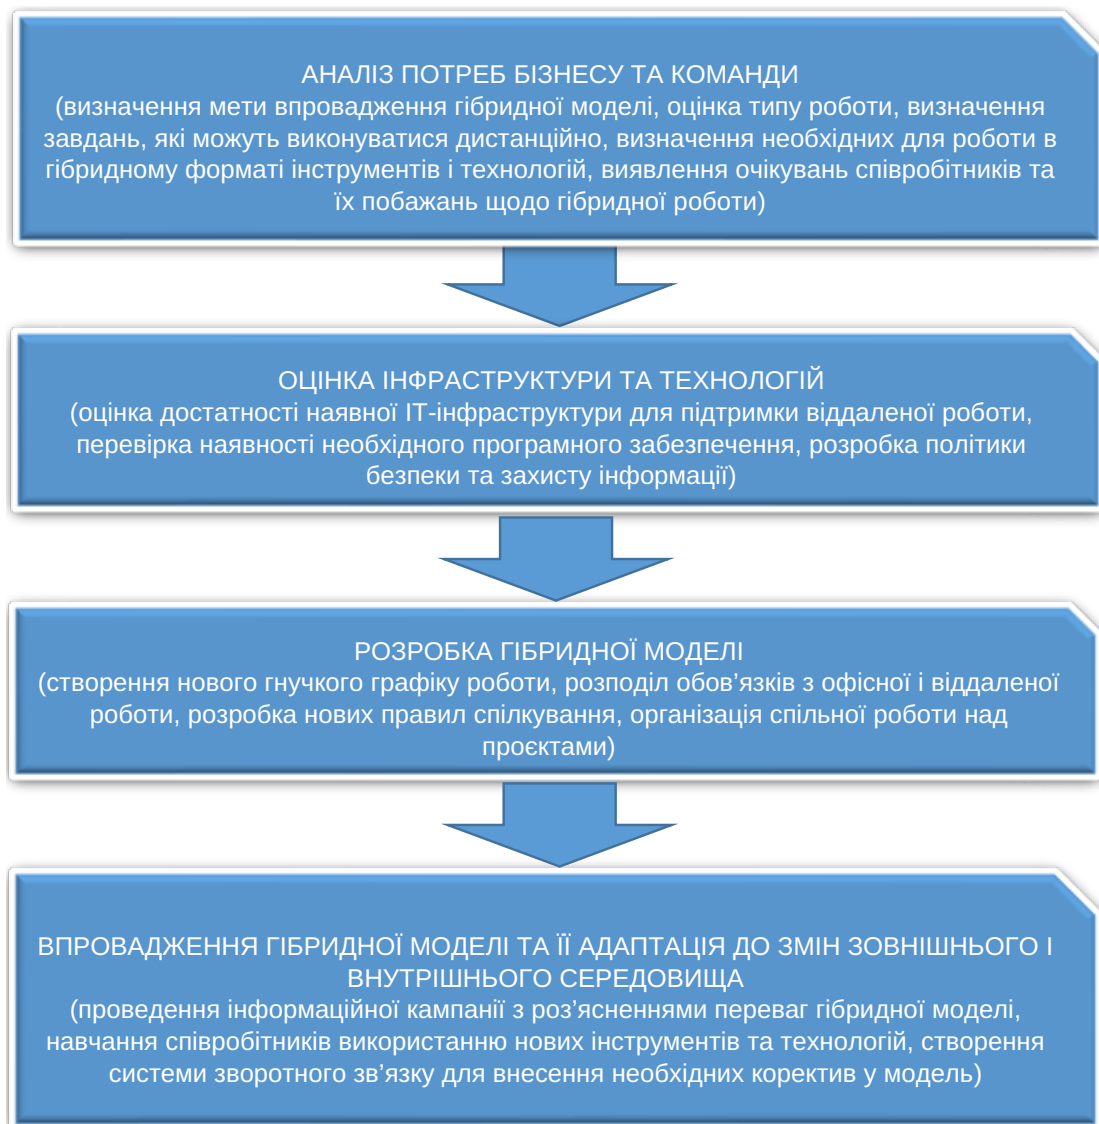 АНАЛІЗ ПОТРЕБ БІЗНЕСУ ТА КОМАНДИ
(визначення мети впровадження гібридної моделі, оцінка типу роботи, визначення
завдань, які можуть виконуватися дистанційно, визначення необхідних для роботи в
гібридному форматі інструментів і технологій, виявлення очікувань співробітників та
їх побажань щодо гібридної роботи)
ОЦІНКА ІНФРАСТРУКТУРИ ТА ТЕХНОЛОГІЙ
(оцінка достатності наявної ІТ-інфраструктури для підтримки віддаленої роботи,
перевірка наявності необхідного програмного забезпечення, розробка політики
безпеки та захисту інформації)
РОЗРОБКА ГІБРИДНОЇ МОДЕЛІ
(створення нового гнучкого графіку роботи, розподіл обов’язків з офісної і віддаленої
роботи, розробка нових правил спілкування, організація спільної роботи над
проєктами)
ВПРОВАДЖЕННЯ ГІБРИДНОЇ МОДЕЛІ ТА ЇЇ АДАПТАЦІЯ ДО ЗМІН ЗОВНІШНЬОГО І
ВНУТРІШНЬОГО СЕРЕДОВИЩА
(проведення інформаційної кампанії з роз’ясненнями переваг гібридної моделі,
навчання співробітників використанню нових інструментів та технологій, створення
системи зворотного зв’язку для внесення необхідних коректив у модель)